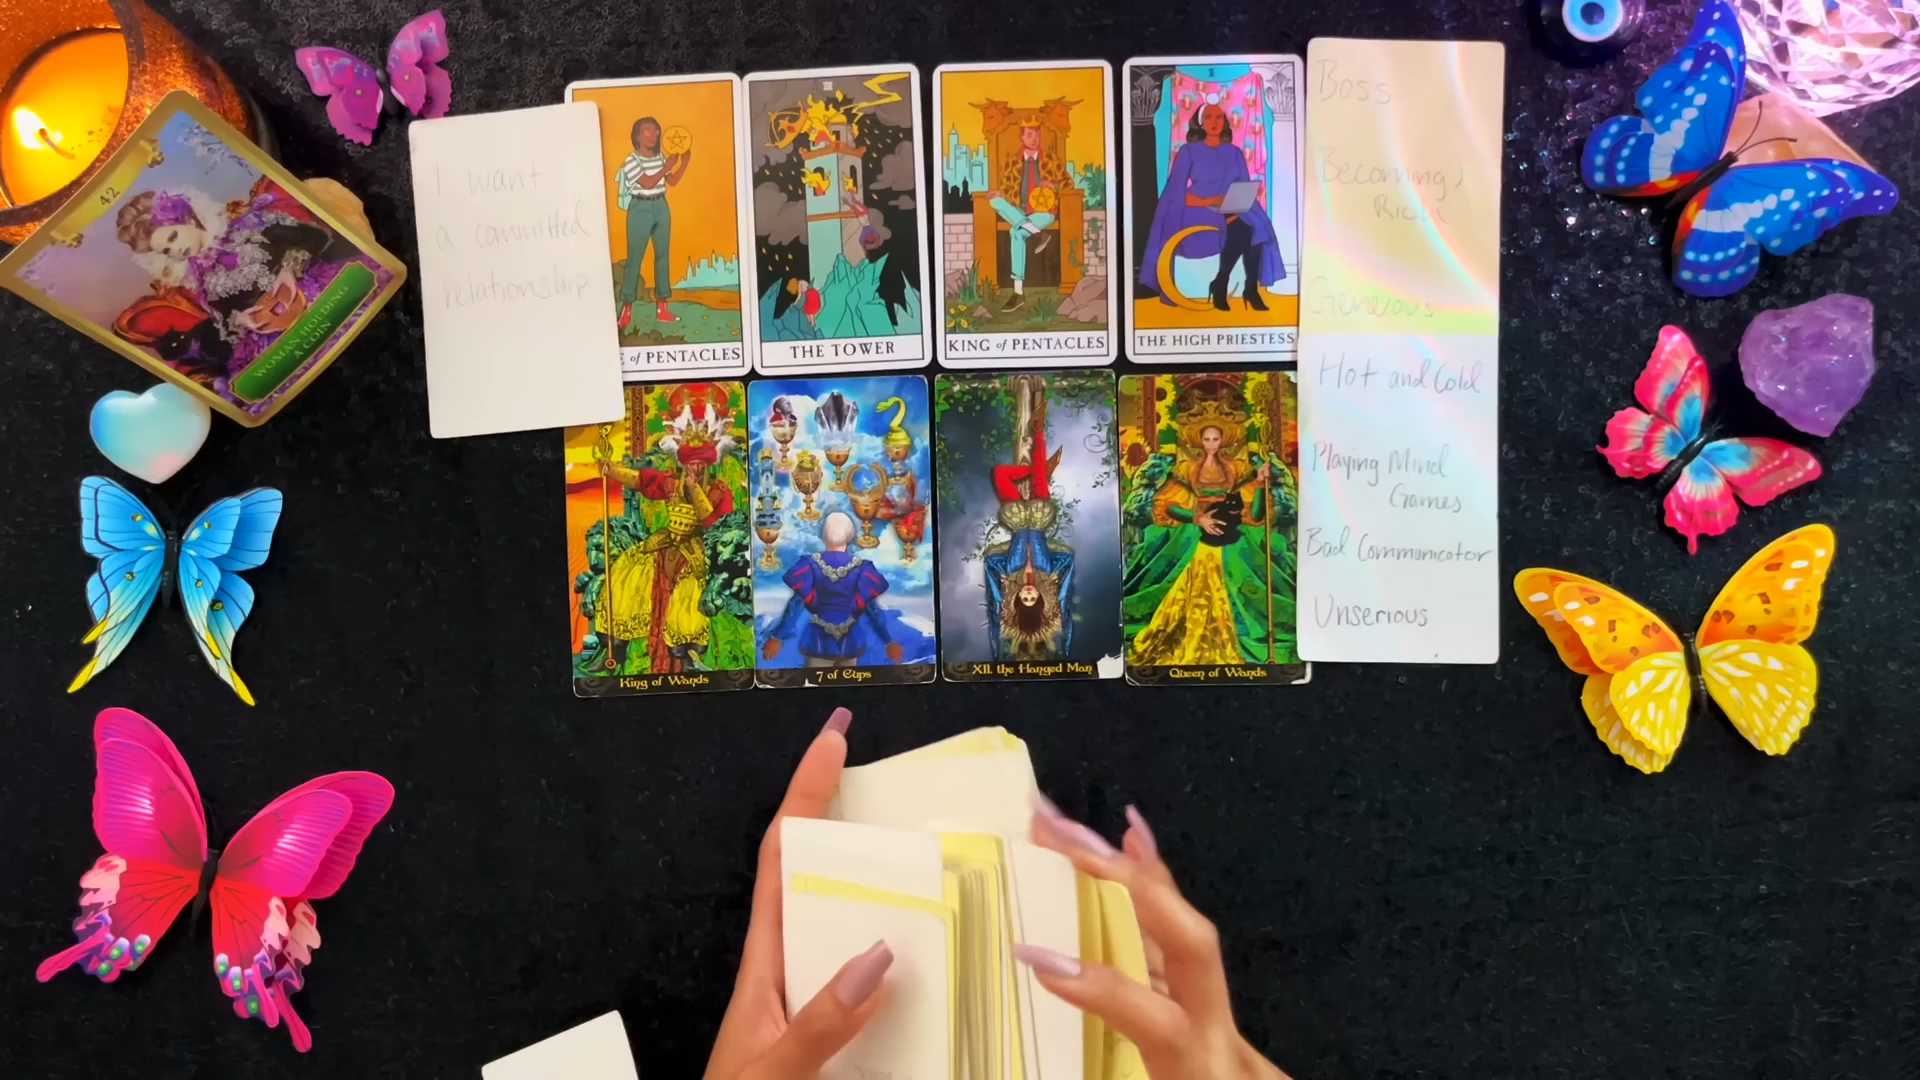 42
WOMAN HOLDING
A COIN
I want
a committed
relationship
E of PENTACLES
III
THE TOWER
KING of PENTACLES
THE HIGH PRIESTESS
King of Wands
7 of Cups
XII. the Hanged Man
Queen of Wands
Boss
(Becoming)
Rich
Generous
Hot and Cold
Playing Mind
Games
Bad Communicator
Unserious